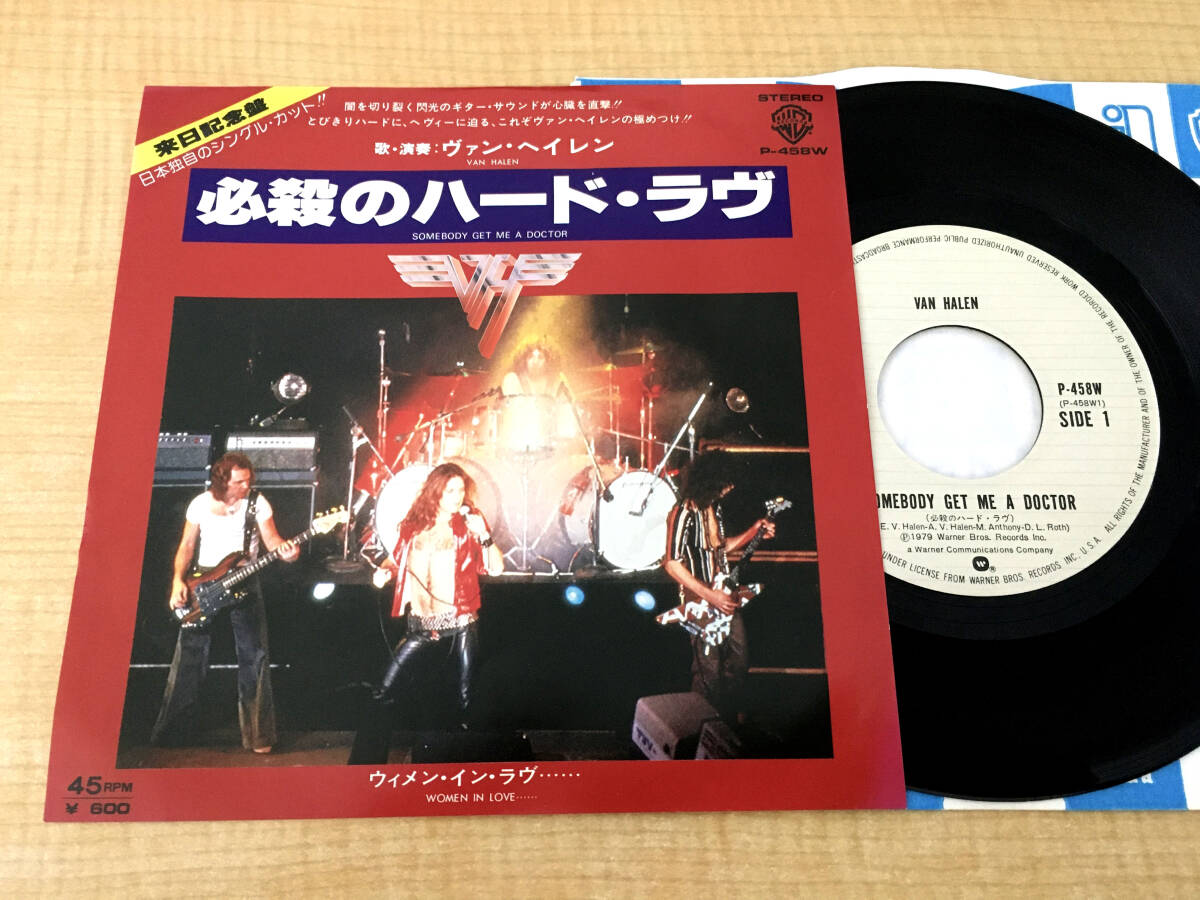 来日記念盤
日本独自のシングル・カット!!
闇を切り裂く閃光のギター・サウンドが心臓を直撃!!
とびきりハードに、ヘヴィーに迫る、これぞヴァン・ヘイレンの極めつけ!!
歌・演奏:ヴァン・ヘイレン
VAN HALEN
STEREO
P-458W
必殺のハード・ラヴ
SOMEBODY GET ME A DOCTOR
VH
ウィメン・イン・ラヴ……
WOMEN IN LOVE……
45RPM
¥ 600
VAN HALEN
P-458W
(P-458W1)
SIDE 1
OMEBODY GET ME A DOCTOR
(必殺のハード・ラヴ)
E. V. Halen-A. V. Halen-M. Anthony-D. L. Roth)
Ⓟ1979 Warner Bros. Records Inc.
a Warner Communications Company
ALL RIGHTS OF THE MANUFACTURER AND OF THE OWNER OF THE RECORDED WORK RESERVED UNAUTHORIZED PUBLIC PERFORMANCE BROADCAST
UNDER LICENSE FROM WARNER BROS. RECORDS INC., U.S.A.